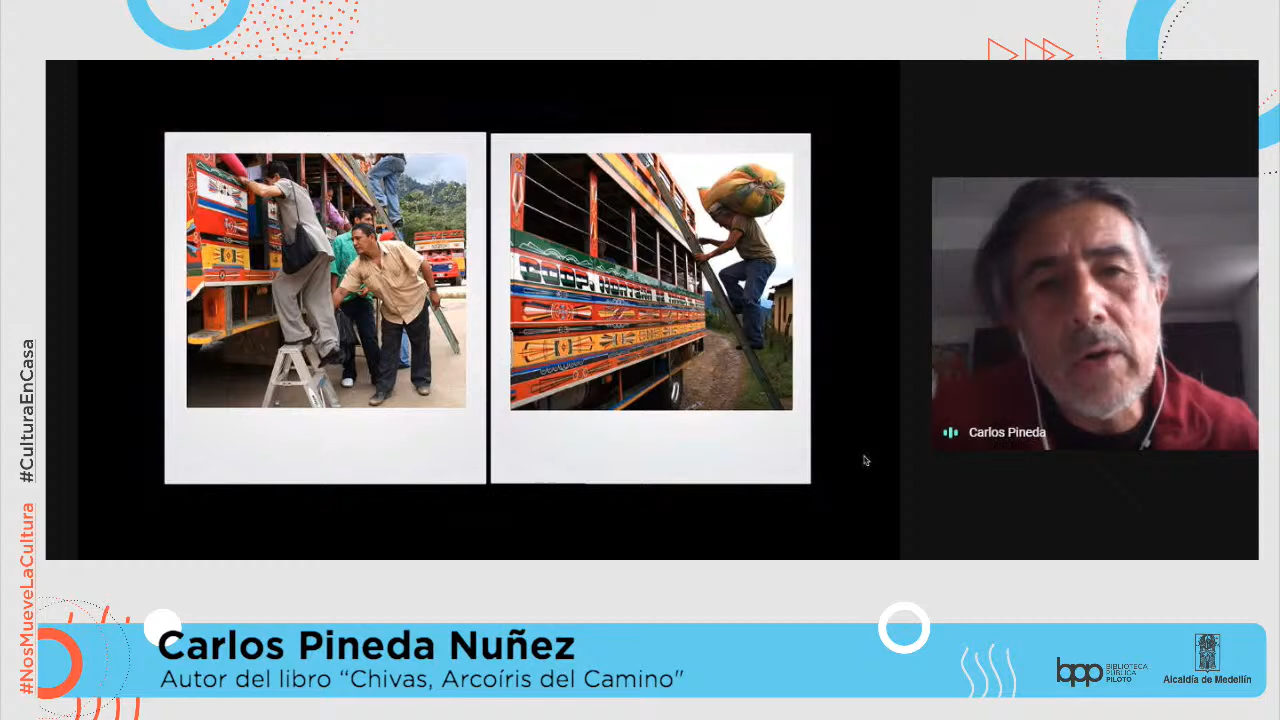 Carlos Pineda
#NosMueveLaCultura #CulturaEnCasa
Carlos Pineda Nuñez
Autor del libro “Chivas, Arcoíris del Camino"
bpp BIBLIOTECA
PÚBLICA
PILOTO
Alcaldía de Medellín